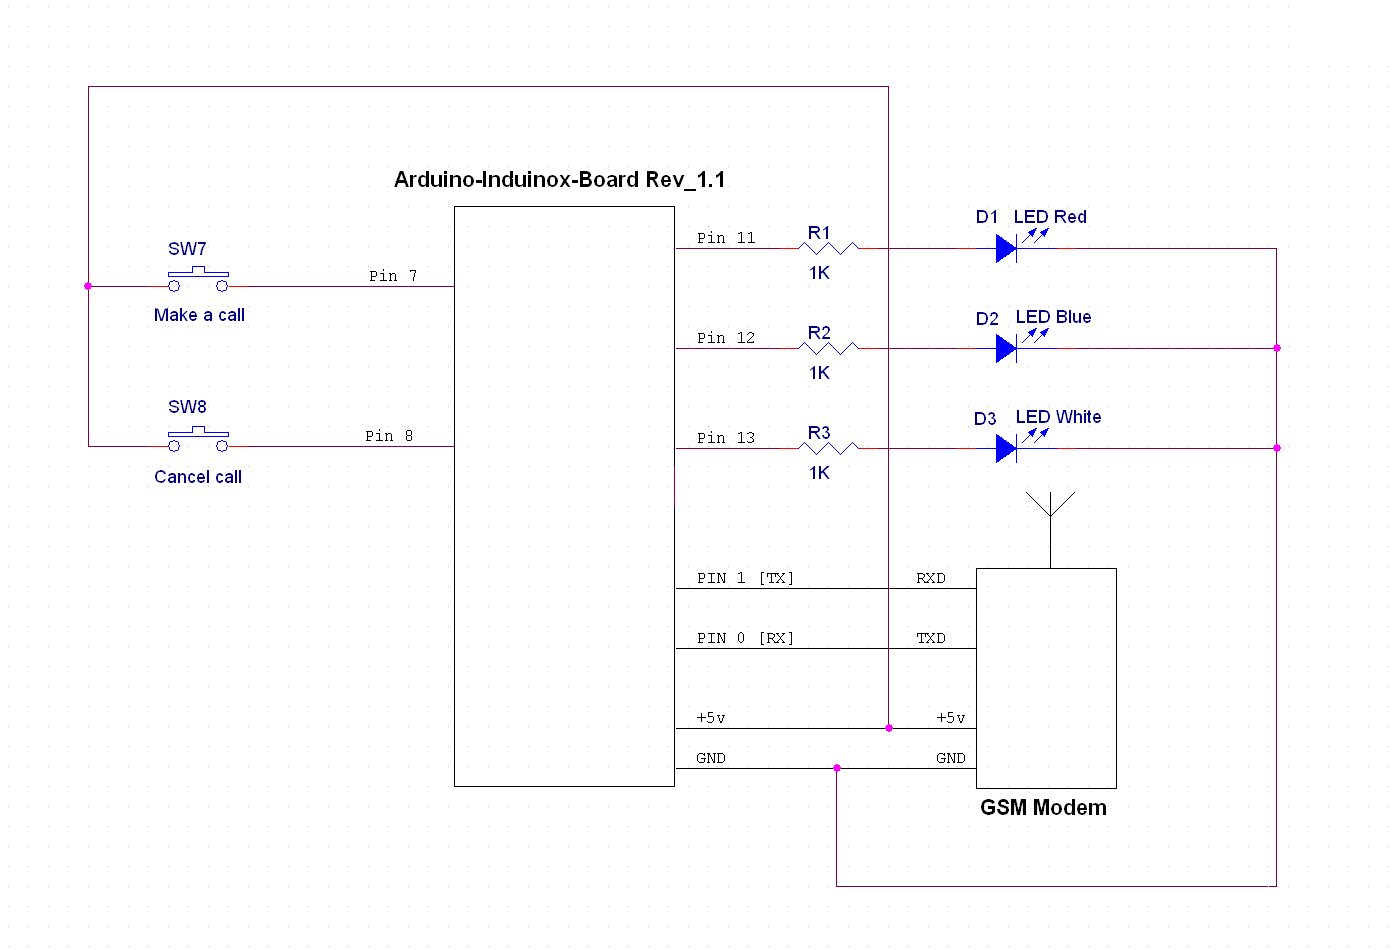 Arduino-Induinox-Board Rev_1.1
SW7
Make a call
Pin 7
SW8
Cancel call
Pin 8
Pin 11
R1
1K
D1 LED Red
Pin 12
R2
1K
D2 LED Blue
Pin 13
R3
1K
D3 LED White
PIN 1 [TX] RXD
PIN 0 [RX] TXD
+5v +5v
GND GND
GSM Modem